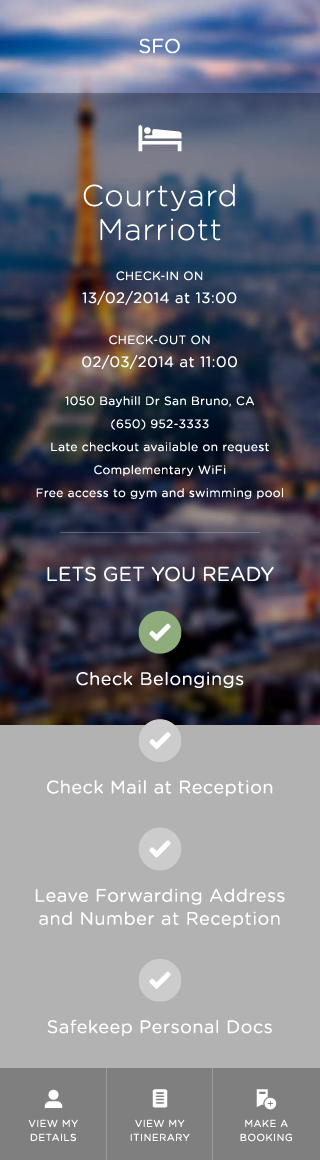 SFO
Courtyard
Marriott
CHECK-IN ON
13/02/2014 at 13:00
CHECK-OUT ON
02/03/2014 at 11:00
1050 Bayhill Dr San Bruno, CA
(650) 952-3333
Late checkout available on request
Complementary WiFi
Free access to gym and swimming pool
LETS GET YOU READY
Check Belongings
Check Mail at Reception
Leave Forwarding Address
and Number at Reception
Safekeep Personal Docs
VIEW MY
DETAILS
VIEW MY
ITINERARY
MAKE A
BOOKING